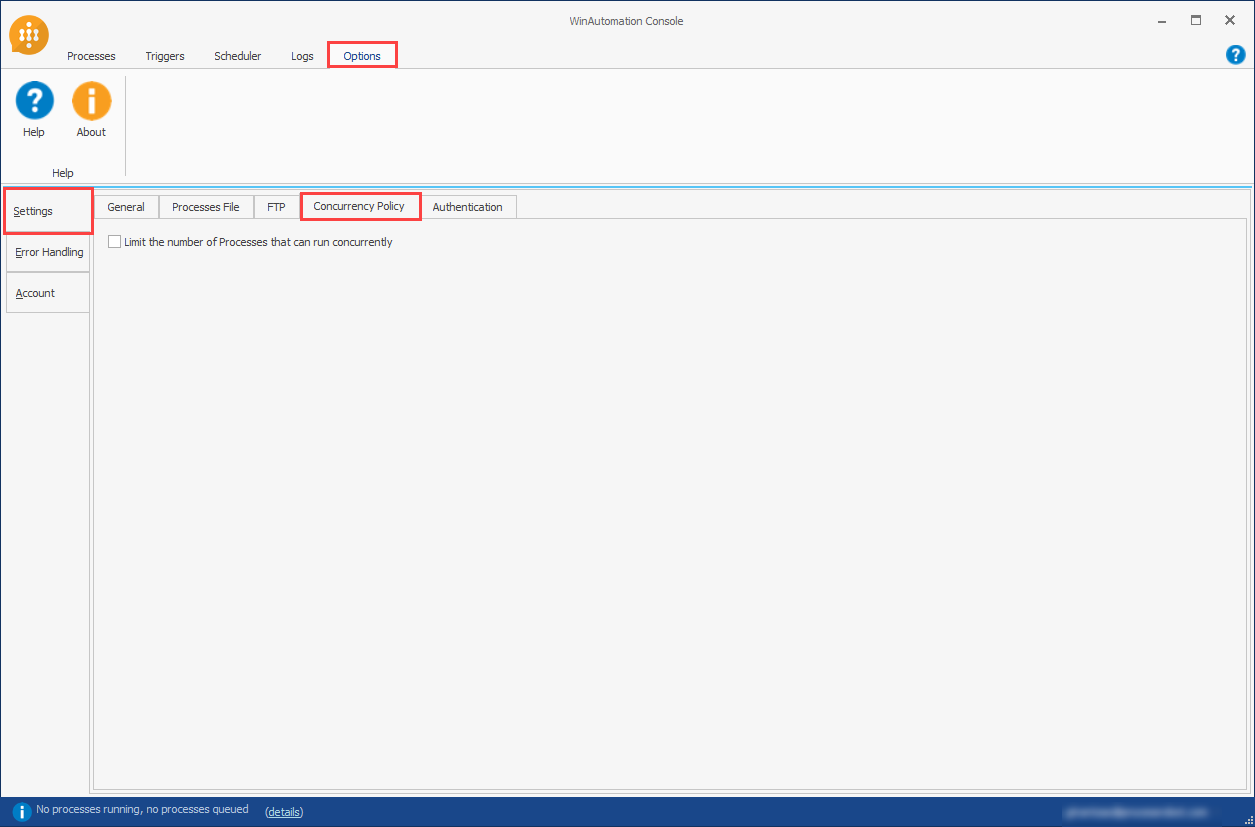 WinAutomation Console
Processes Triggers Scheduler Logs Options
?
? i
Help About
Help
Settings
Error Handling
Account
General Processes File FTP Concurrency Policy Authentication
Limit the number of Processes that can run concurrently
i No processes running, no processes queued (details)